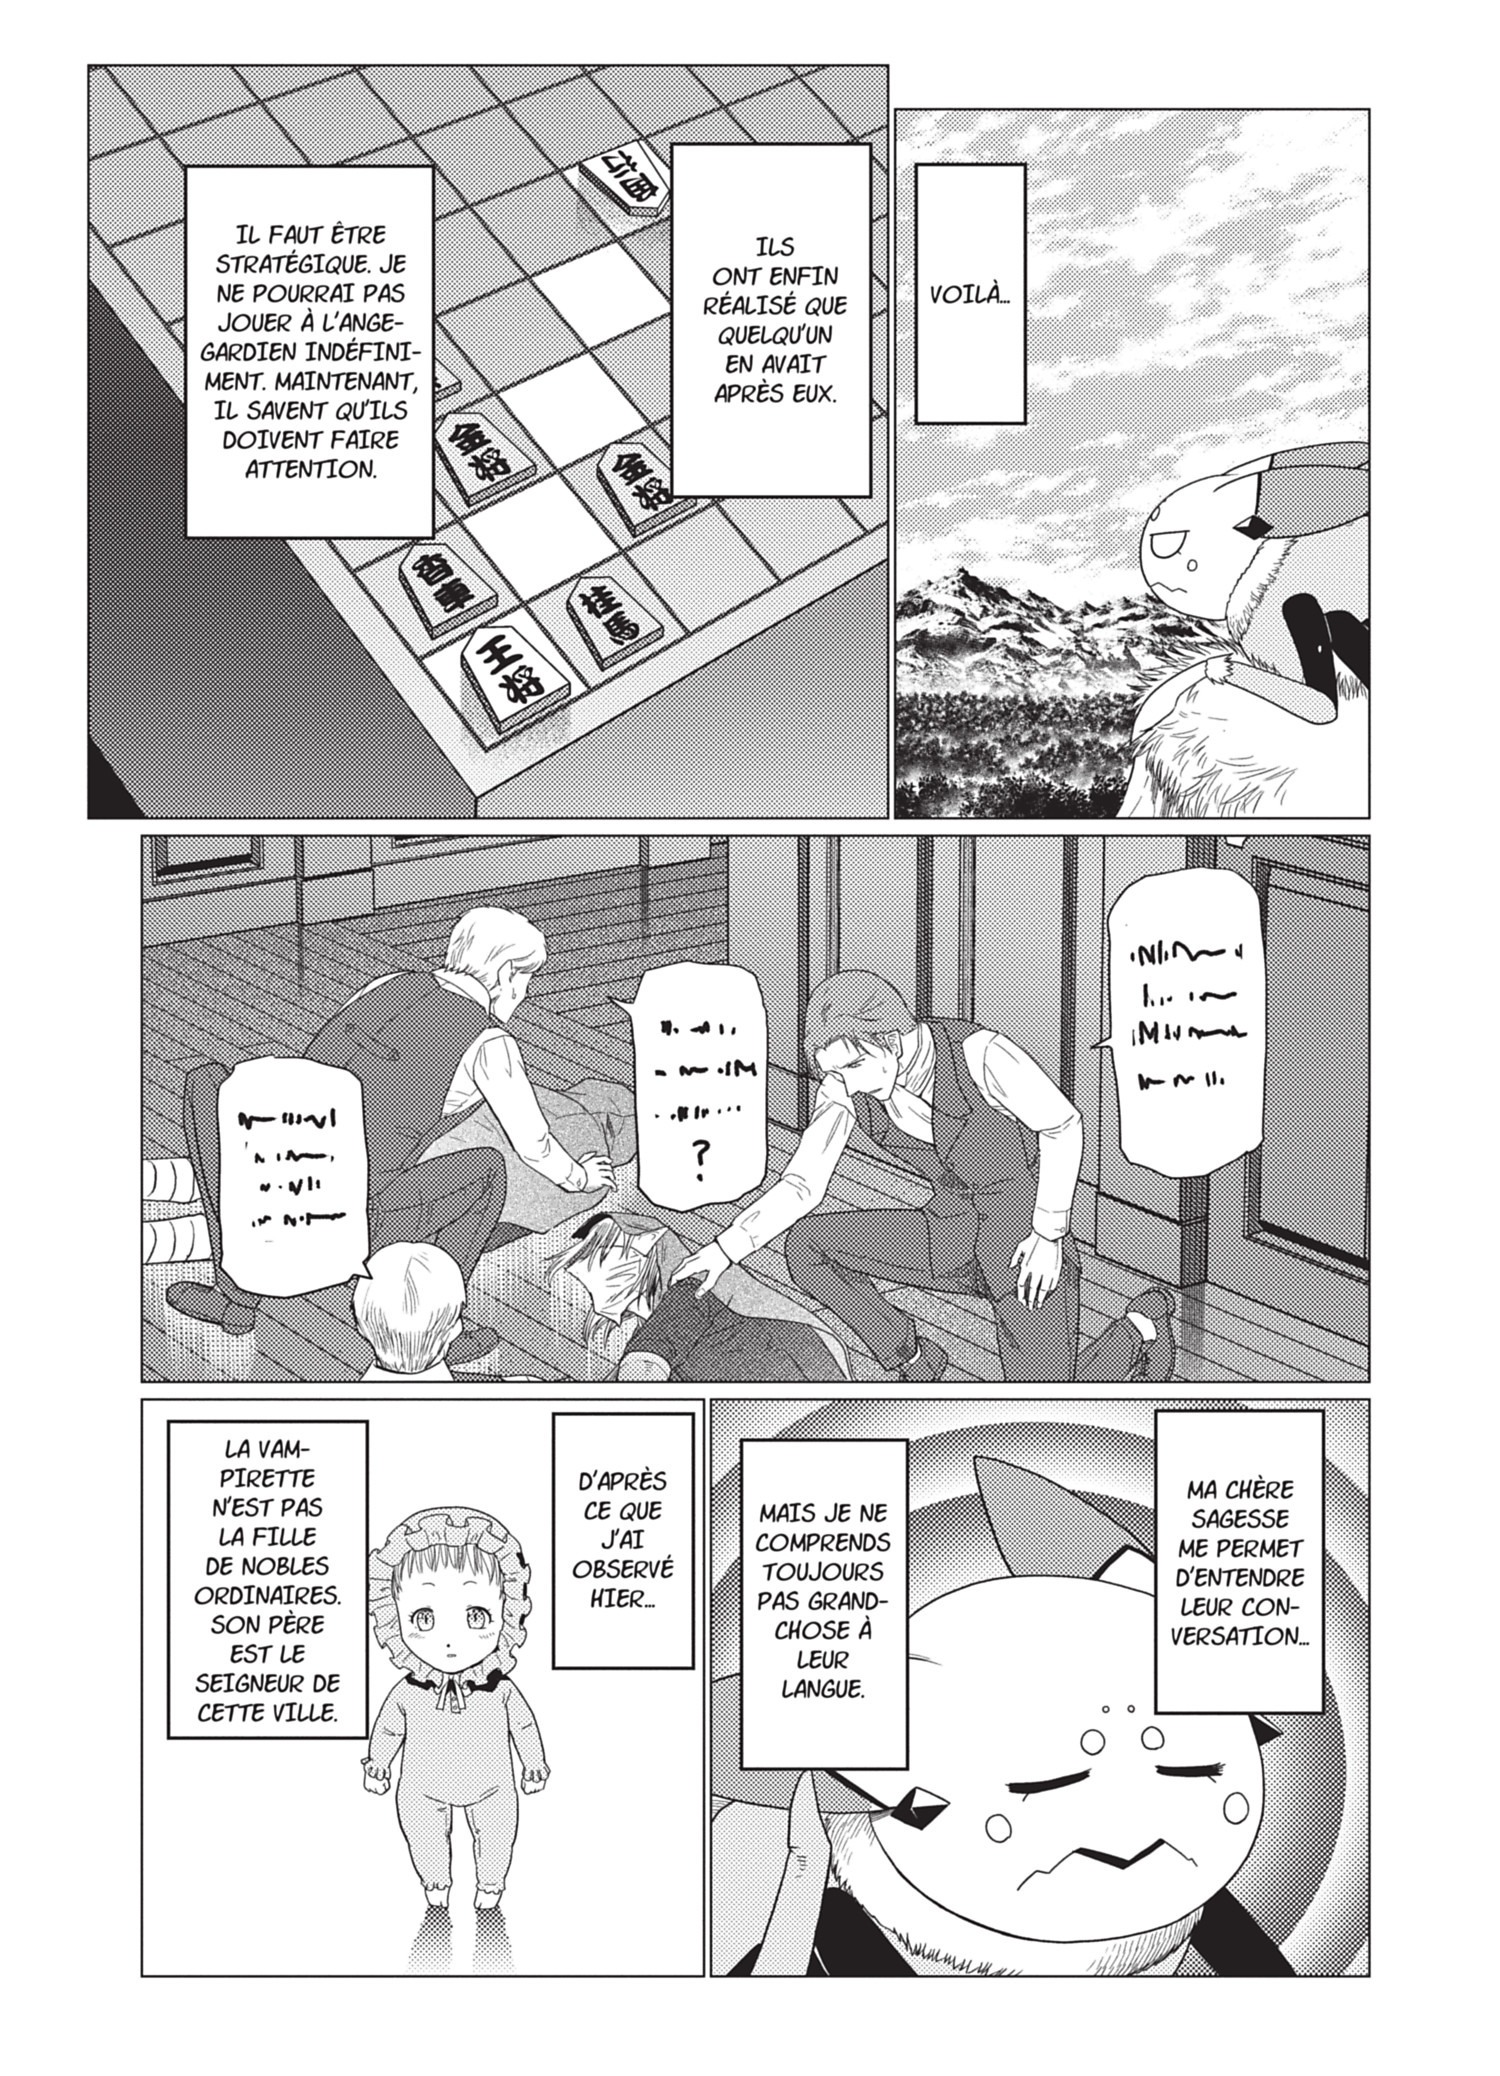 VOILÀ...
ILS
ONT ENFIN
RÉALISÉ QUE
QUELQU'UN
EN AVAIT
APRÈS EUX.
IL FAUT ÊTRE
STRATÉGIQUE. JE
NE POURRAI PAS
JOUER À L'ANGE-
GARDIEN INDÉFINI-
MENT. MAINTENANT,
IL SAVENT QU'ILS
DOIVENT FAIRE
ATTENTION.
金将
金将
香車
桂馬
王将
?
MA CHÈRE
SAGESSE
ME PERMET
D'ENTENDRE
LEUR CON-
VERSATION...
MAIS JE NE
COMPRENDS
TOUJOURS
PAS GRAND-
CHOSE À
LEUR
LANGUE.
D'APRÈS
CE QUE
J'AI
OBSERVÉ
HIER...
LA VAM-
PIRETTE
N'EST PAS
LA FILLE
DE NOBLES
ORDINAIRES.
SON PÈRE
EST LE
SEIGNEUR DE
CETTE VILLE.